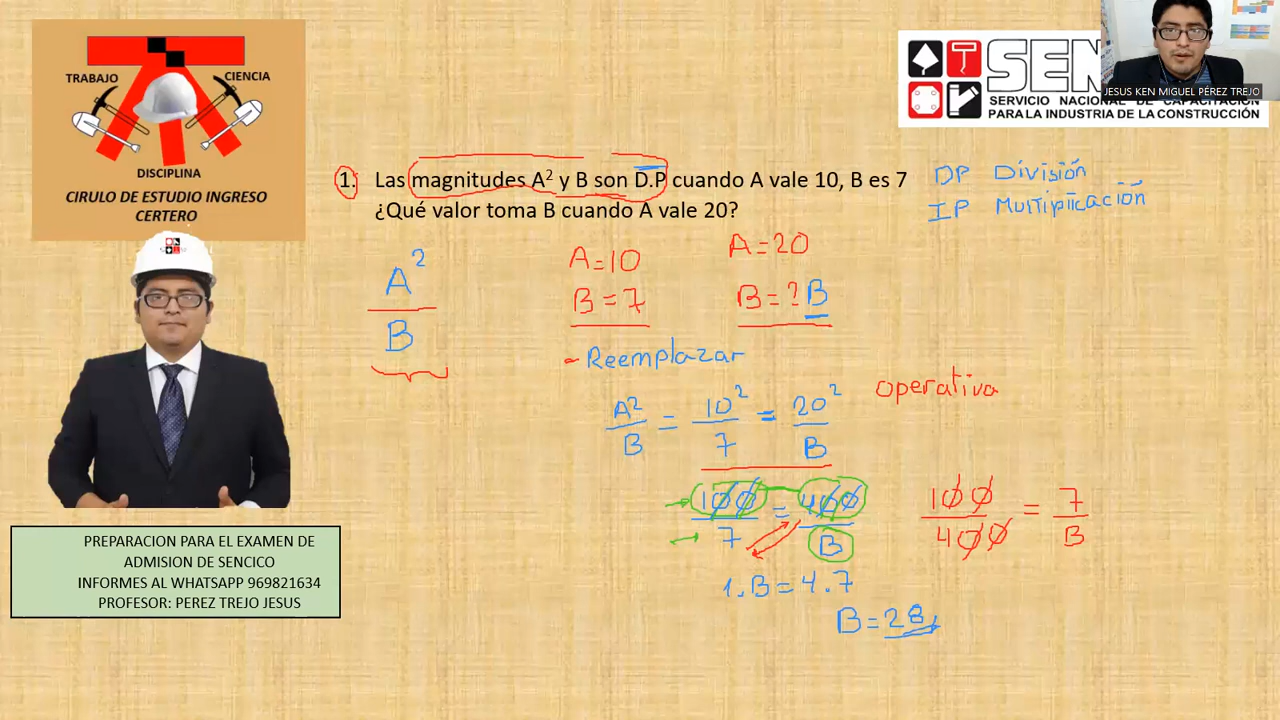 TRABAJO
CIENCIA
DISCIPLINA
CIRULO DE ESTUDIO INGRESO
CERTERO
SEN
SERVICIO NACIONAL DE CAPACITACIÓN
PARA LA INDUSTRIA DE LA CONSTRUCCIÓN
JESUS KEN MIGUEL PÉREZ TREJO
1. Las magnitudes A² y B son D.P cuando A vale 10, B es 7
¿Qué valor toma B cuando A vale 20?
DP División
IP Multiplicación
A²
B
A=10
B=7
A=20
B=? B
- Reemplazar
A²/B = 10²/7 = 20²/B
operativa
100/7 = 400/B
100/400 = 7/B
1.B=4.7
B=28
PREPARACION PARA EL EXAMEN DE
ADMISION DE SENCICO
INFORMES AL WHATSAPP 969821634
PROFESOR: PEREZ TREJO JESUS